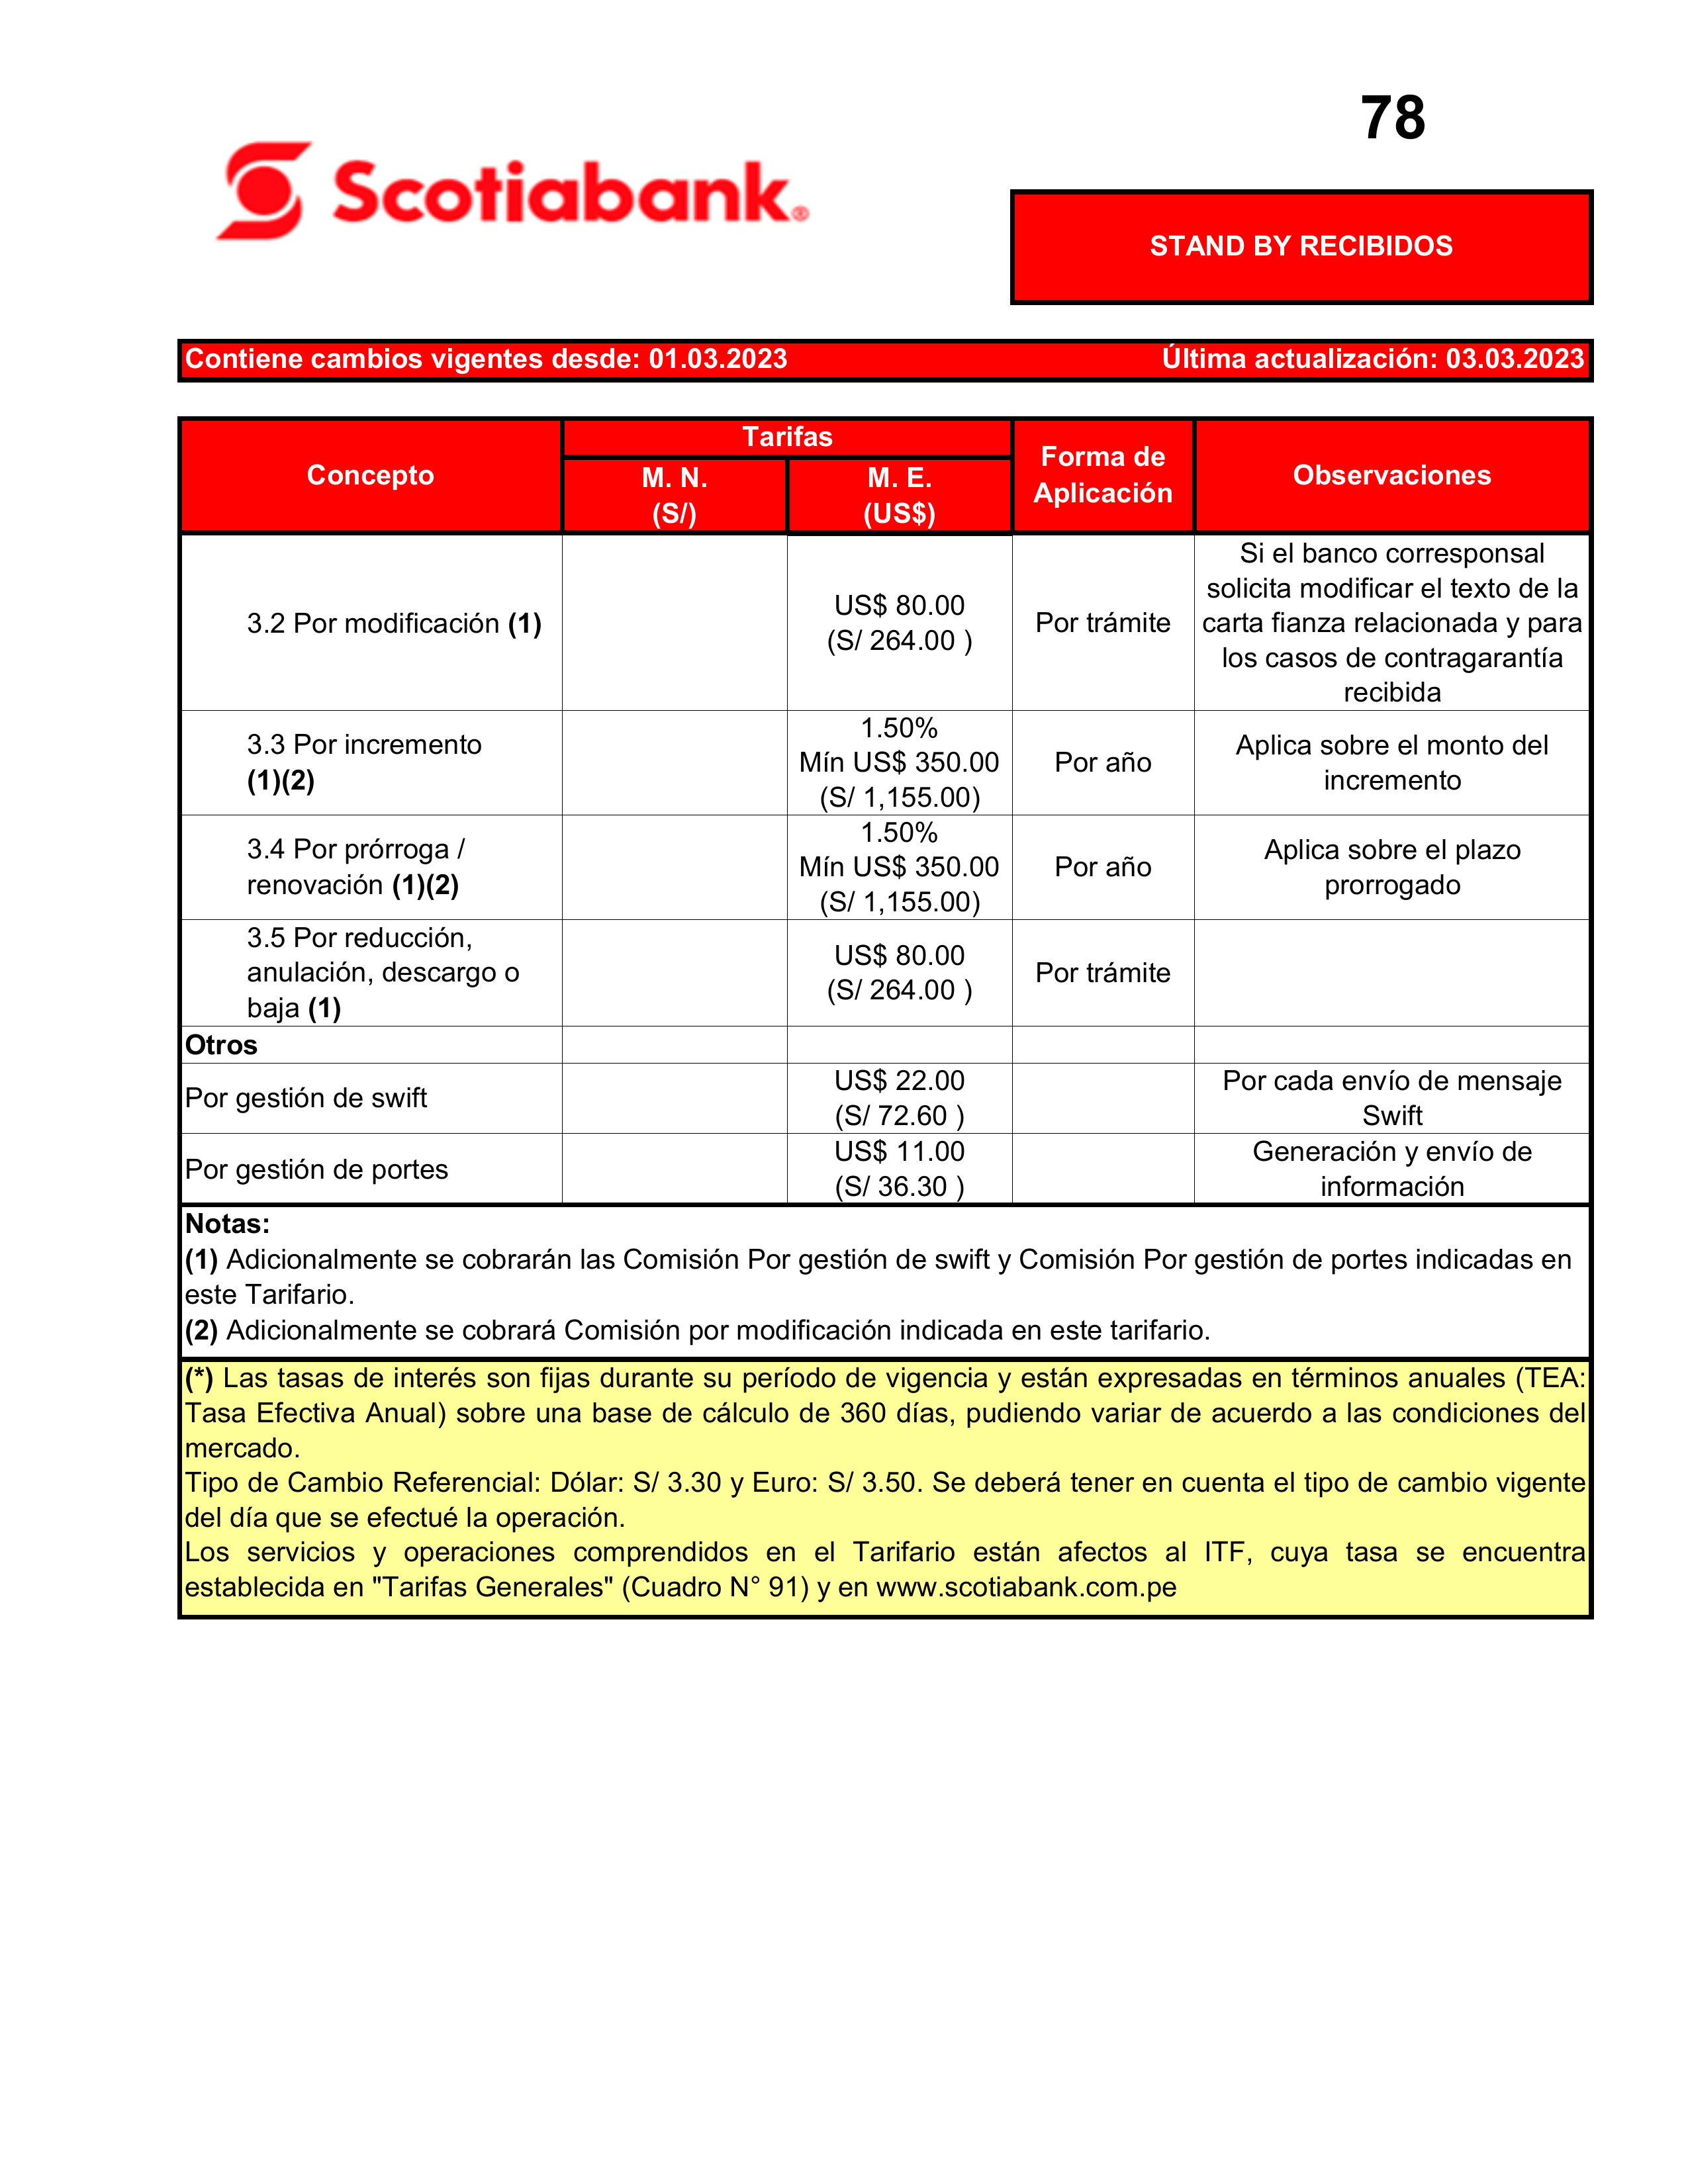 78
Scotiabank®
STAND BY RECIBIDOS
Contiene cambios vigentes desde: 01.03.2023 Última actualización: 03.03.2023
Concepto
Tarifas
M. N.
(S/)
M. E.
(US$)
Forma de
Aplicación
Observaciones
3.2 Por modificación (1)
US$ 80.00
(S/ 264.00 )
Por trámite
Si el banco corresponsal
solicita modificar el texto de la
carta fianza relacionada y para
los casos de contragarantía
recibida
3.3 Por incremento
(1)(2)
1.50%
Mín US$ 350.00
(S/ 1,155.00)
Por año
Aplica sobre el monto del
incremento
3.4 Por prórroga /
renovación (1)(2)
1.50%
Mín US$ 350.00
(S/ 1,155.00)
Por año
Aplica sobre el plazo
prorrogado
3.5 Por reducción,
anulación, descargo o
baja (1)
US$ 80.00
(S/ 264.00 )
Por trámite
Otros
Por gestión de swift
US$ 22.00
(S/ 72.60 )
Por cada envío de mensaje
Swift
Por gestión de portes
US$ 11.00
(S/ 36.30 )
Generación y envío de
información
Notas:
(1) Adicionalmente se cobrarán las Comisión Por gestión de swift y Comisión Por gestión de portes indicadas en
este Tarifario.
(2) Adicionalmente se cobrará Comisión por modificación indicada en este tarifario.
(*) Las tasas de interés son fijas durante su período de vigencia y están expresadas en términos anuales (TEA:
Tasa Efectiva Anual) sobre una base de cálculo de 360 días, pudiendo variar de acuerdo a las condiciones del
mercado.
Tipo de Cambio Referencial: Dólar: S/ 3.30 y Euro: S/ 3.50. Se deberá tener en cuenta el tipo de cambio vigente
del día que se efectué la operación.
Los servicios y operaciones comprendidos en el Tarifario están afectos al ITF, cuya tasa se encuentra
establecida en "Tarifas Generales" (Cuadro N° 91) y en www.scotiabank.com.pe